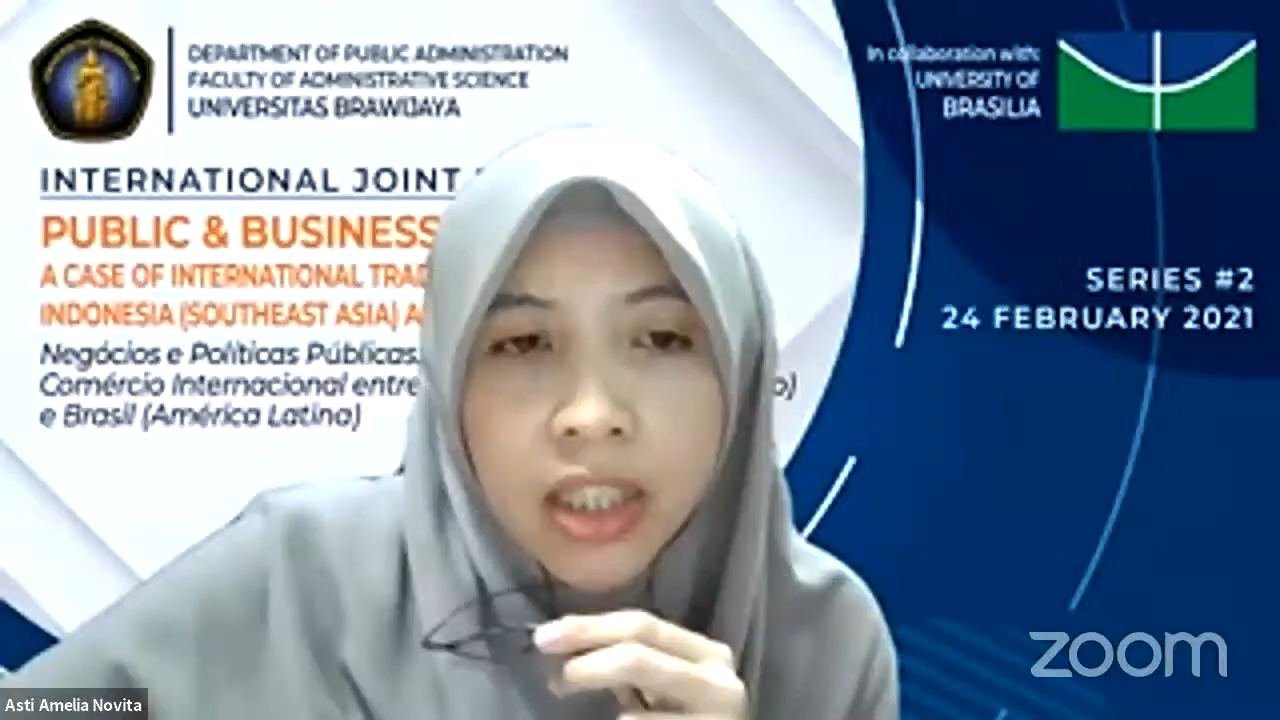 DEPARTMENT OF PUBLIC ADMINISTRATION
FACULTY OF ADMINISTRATIVE SCIENCE
UNIVERSITAS BRAWIJAYA
In collaboration with:
UNIVERSITY OF
BRASILIA
INTERNATIONAL JOINT
PUBLIC & BUSINESS
A CASE OF INTERNATIONAL
INDONESIA (SOUTHEAST ASIA)
Negócios e Políticas Públicas.
Comércio Internacional entre
e Brasil (América Latina)
SERIES #2
24 FEBRUARY 2021
zoom
Asti Amelia Novita